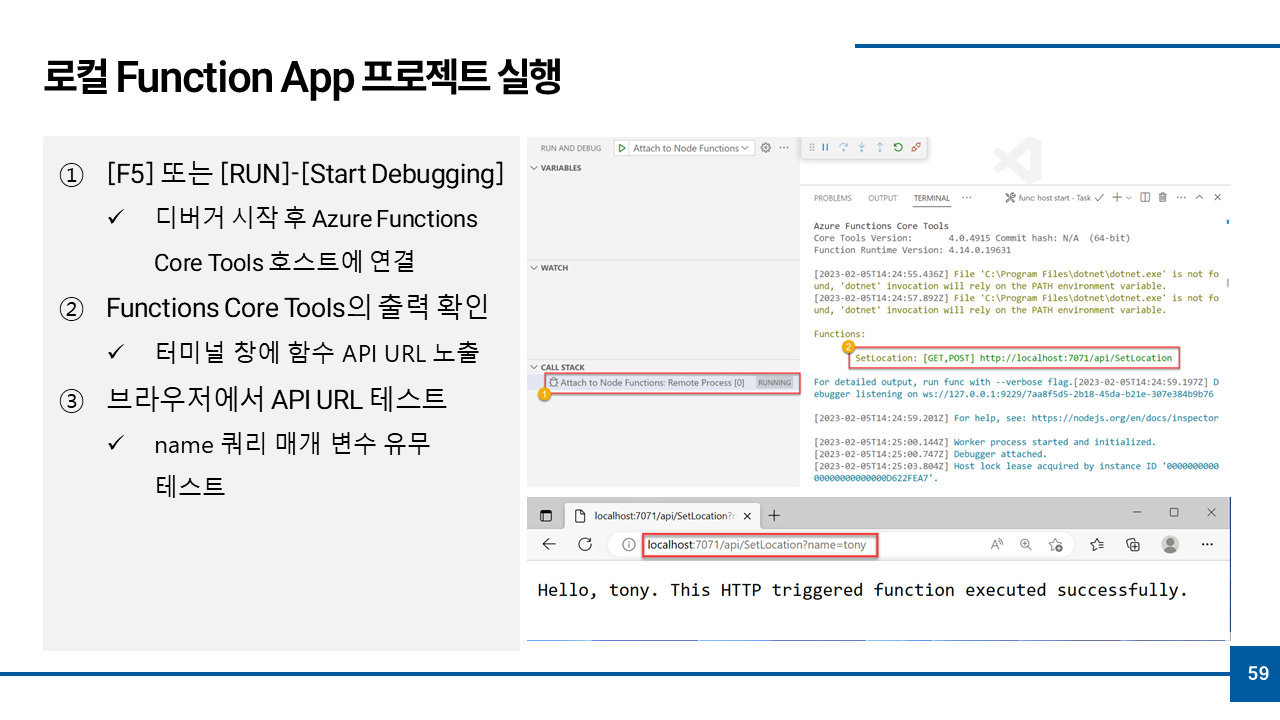 로컬 Function App 프로젝트 실행
① [F5] 또는 [RUN]-[Start Debugging]
✓ 디버거 시작 후 Azure Functions
Core Tools 호스트에 연결
② Functions Core Tools의 출력 확인
✓ 터미널 창에 함수 API URL 노출
③ 브라우저에서 API URL 테스트
✓ name 쿼리 매개 변수 유무
테스트
RUN AND DEBUG Attach to Node Functions
VARIABLES
WATCH
CALL STACK
Attach to Node Functions: Remote Process [0] RUNNING
1
PROBLEMS OUTPUT TERMINAL ··· func: host start - Task
Azure Functions Core Tools
Core Tools Version: 4.0.4915 Commit hash: N/A (64-bit)
Function Runtime Version: 4.14.0.19631
[2023-02-05T14:24:55.436Z] File 'C:\Program Files\dotnet\dotnet.exe' is not fo
und, 'dotnet' invocation will rely on the PATH environment variable.
[2023-02-05T14:24:57.892Z] File 'C:\Program Files\dotnet\dotnet.exe' is not fo
und, 'dotnet' invocation will rely on the PATH environment variable.
Functions:
2
SetLocation: [GET,POST] http://localhost:7071/api/SetLocation
For detailed output, run func with --verbose flag.[2023-02-05T14:24:59.197Z] D
ebugger listening on ws://127.0.0.1:9229/7aa8f5d5-2b18-45da-b21e-307e384b9b76
[2023-02-05T14:24:59.201Z] For help, see: https://nodejs.org/en/docs/inspector
[2023-02-05T14:25:00.144Z] Worker process started and initialized.
[2023-02-05T14:25:00.747Z] Debugger attached.
[2023-02-05T14:25:03.804Z] Host lock lease acquired by instance ID '0000000000
00000000000000D622FEA7'.
localhost:7071/api/SetLocation?n
localhost:7071/api/SetLocation?name=tony
Hello, tony. This HTTP triggered function executed successfully.
59